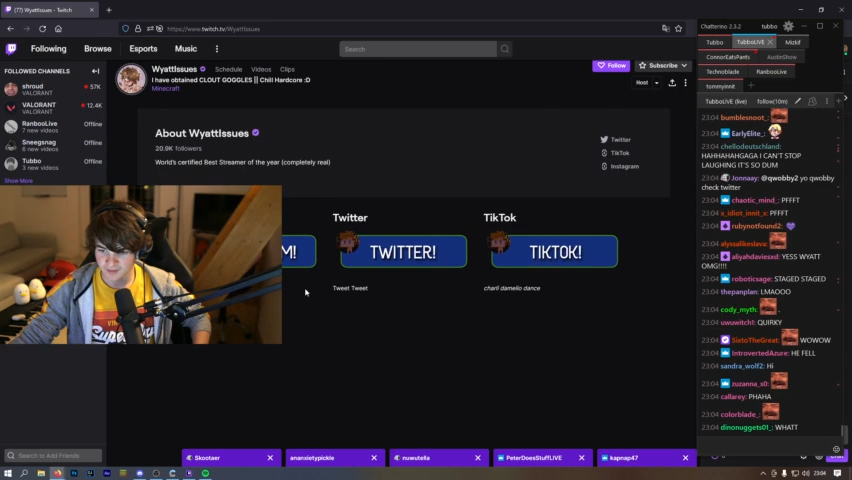 (77) WyattIssues - Twitch
https://www.twitch.tv/WyattIssues
Following
Browse
Esports
Music
Search
FOLLOWED CHANNELS
shroud
VALORANT
57K
VALORANT
VALORANT
12.4K
RanbooLive
7 new videos
Offline
Sneegsnag
6 new videos
Offline
Tubbo
3 new videos
Offline
Show More
WyattIssues
Schedule
Videos
Clips
I have obtained CLOUT GOGGLES || Chill Hardcore :D
Minecraft
Follow
Subscribe
Host
About WyattIssues
20.9K followers
World's certified Best Streamer of the year (completely real)
Twitter
TikTok
Instagram
Twitter
TikTok
M!
TWITTER!
TIKTOK!
Tweet Tweet
charli damelio dance
Search to Add Friends
Skootaer
ananxietypickle
nuwutella
PeterDoesStuffLIVE
kapnap47
Chatterino 2.3.2
tubbo
Tubbo
TubboLIVE
Mizkif
ConnorEatsPants
AustinShow
Technoblade
RanbooLive
tommyinnit
TubboLIVE (live)
follow(10m)
23:04 bumblesnoot_:
23:04 EarlyElite_:
23:04 chellodeutschland:
HAHHAHAHGAGA I CAN'T STOP
LAUGHING IT'S SO DUM
23:04 Jonnaay: @qwobby2 yo qwobby
check twitter
23:04 chaotic_mind_: PFFFT
23:04 x_idiot_innit_x: PFFFT
23:04 rubynotfound2:
23:04 alyssalikeslava:
23:04 aliyahdaviesxd: YESS WYATT
OMG!!!!
23:04 roboticsage: STAGED STAGED
23:04 thepanplan: LMAOOO
23:04 cody_myth:
23:04 uwuwitch1: QUIRKY
23:04 SixtoTheGreat: WOWOW
23:04 IntrovertedAzure: HE FELL
23:04 sandra_wolf2: Hi
23:04 zuzanna_s0:
23:04 callarey: PHAHA
23:04 colorblade_:
23:04 dinonuggets01_: WHATT
Chat
23:04